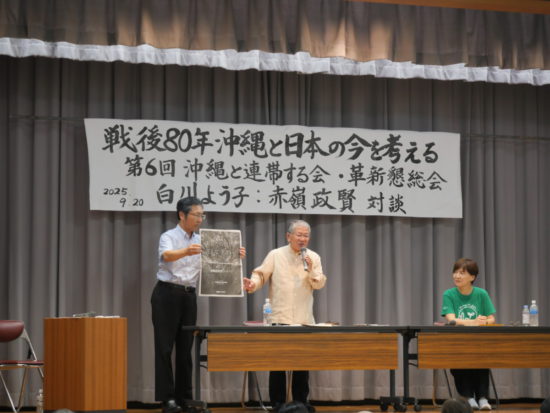 戦後80年沖縄と日本の今を考える
第6回 沖縄と連帯する会・革新懇総会
2025.
9.20
白川よう子:赤嶺政賢 対談